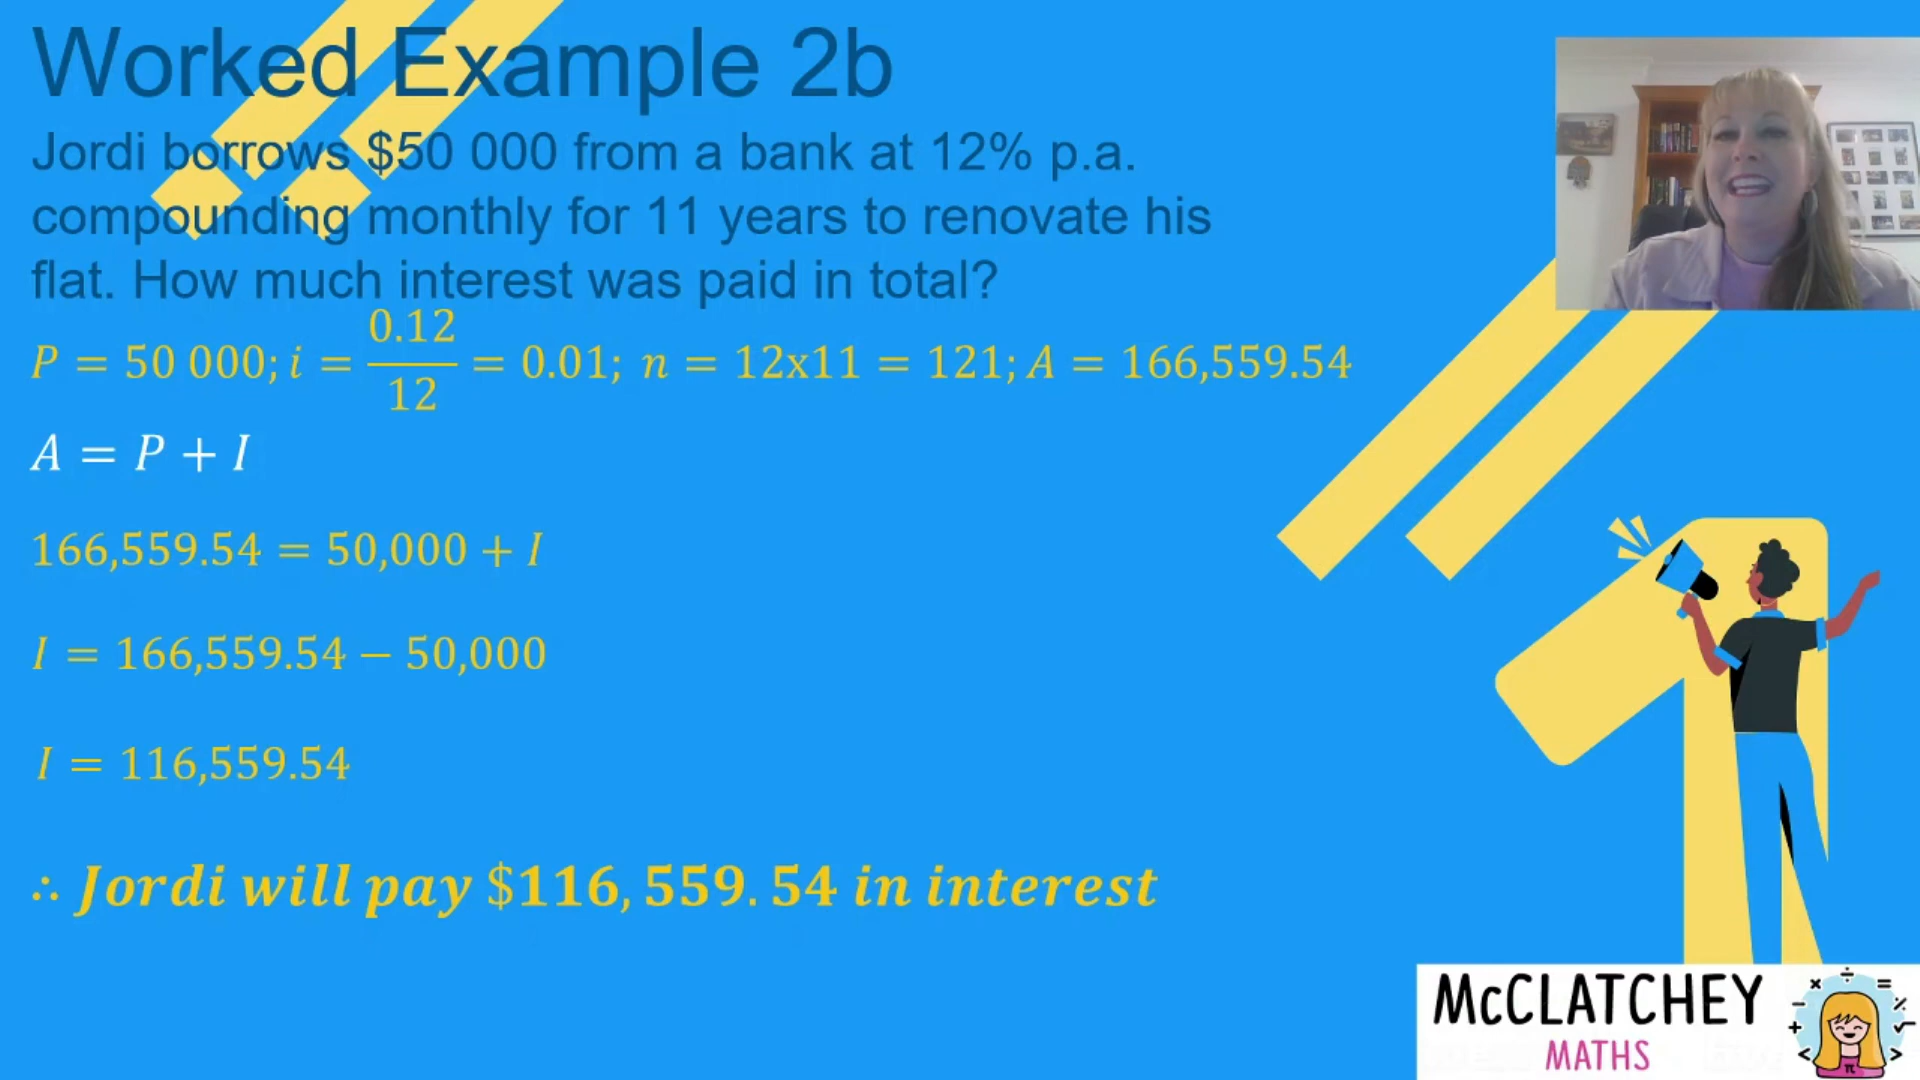 Worked Example 2b
Jordi borrows $50 000 from a bank at 12% p.a.
compounding monthly for 11 years to renovate his
flat. How much interest was paid in total?
P = 50 000; i = 0.12/12 = 0.01; n = 12x11 = 121; A = 166,559.54
A = P + I
166,559.54 = 50,000 + I
I = 166,559.54 − 50,000
I = 116,559.54
∴ Jordi will pay $116, 559. 54 in interest
McCLATCHEY
MATHS